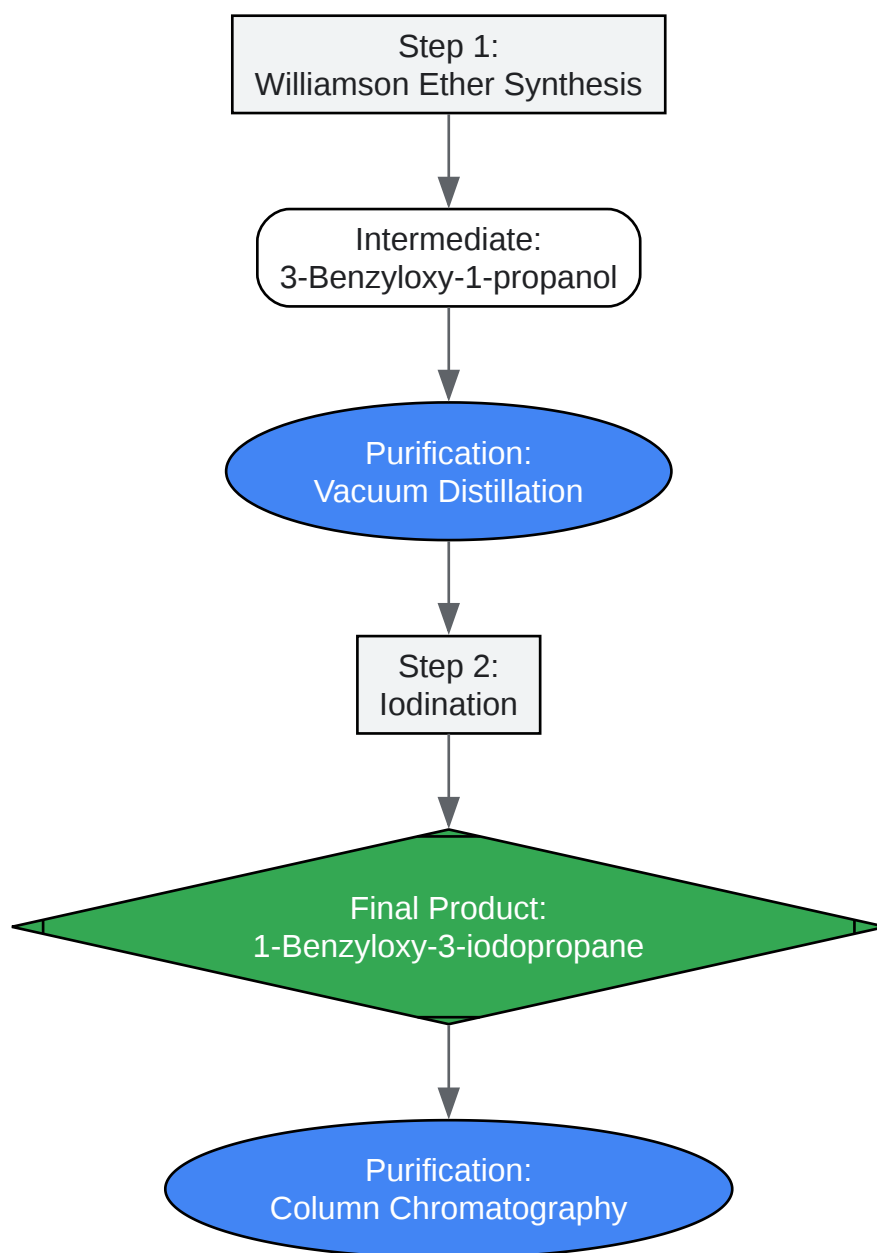 Step 1:
Williamson Ether Synthesis
Intermediate:
3-Benzyloxy-1-propanol
Purification:
Vacuum Distillation
Step 2:
Iodination
Final Product:
1-Benzyloxy-3-iodopropane
Purification:
Column Chromatography